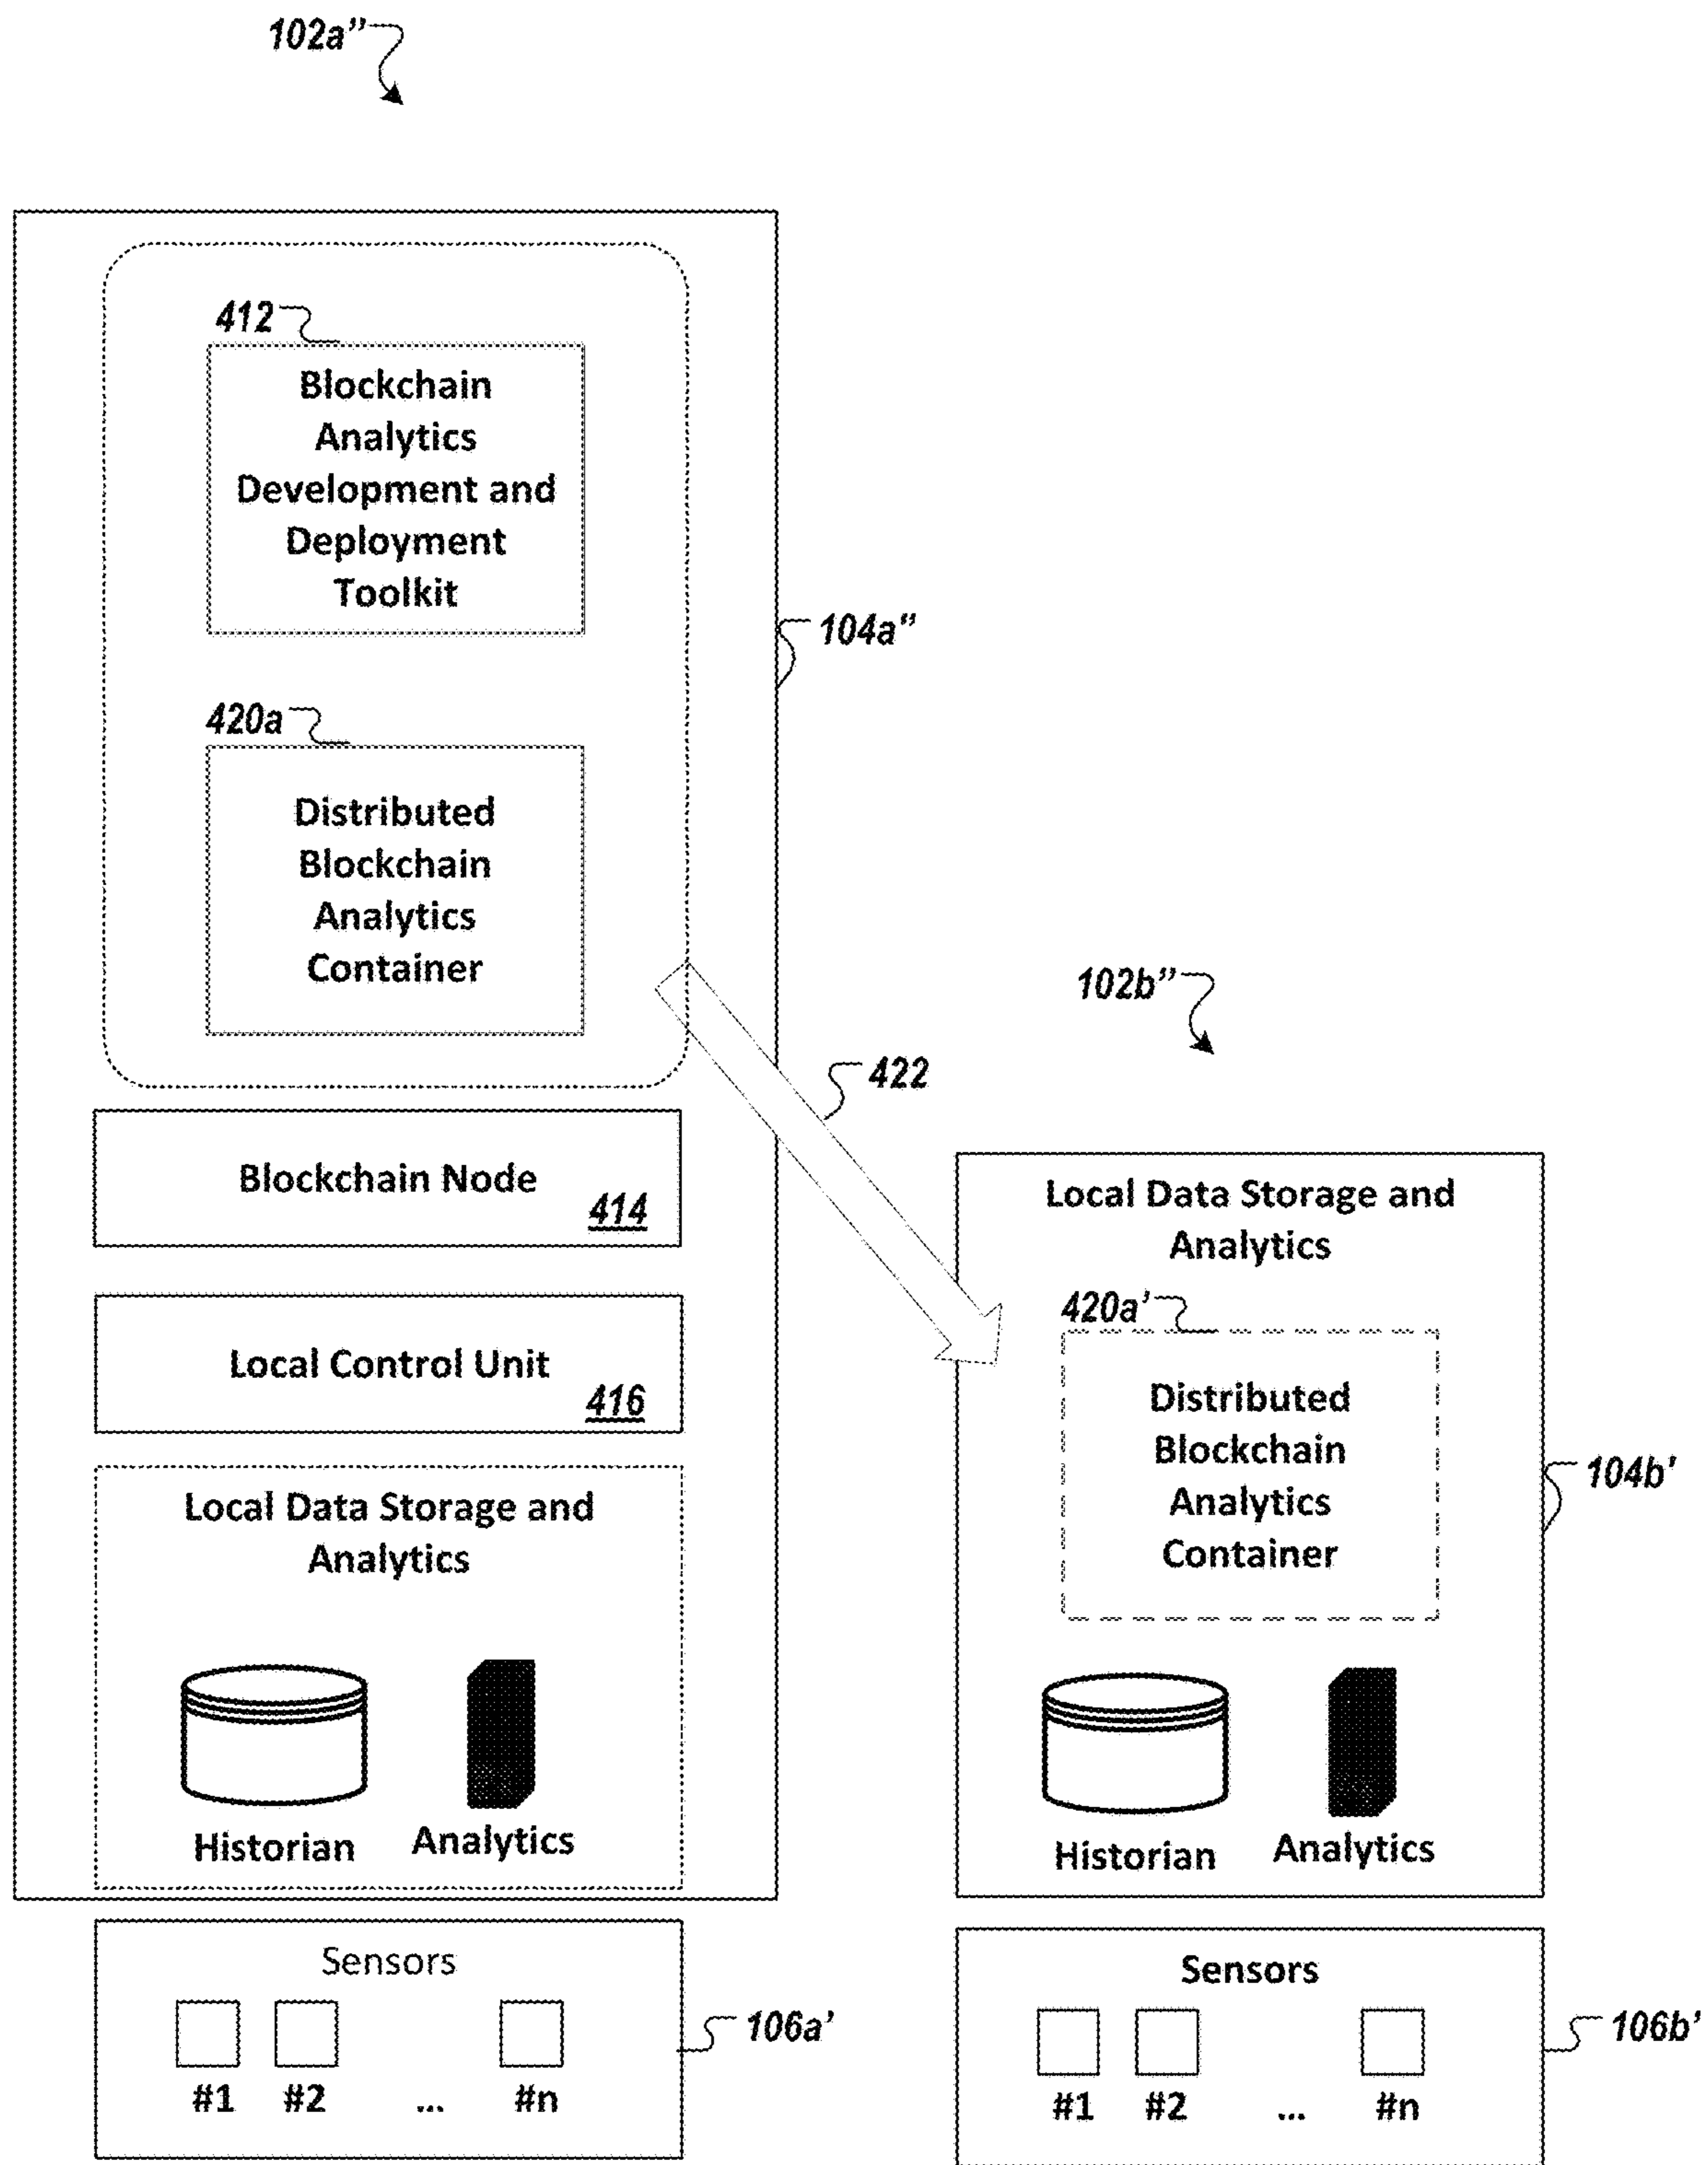 102a”
412
Blockchain
Analytics
Development and
Deployment
Toolkit
104a”
420a
Distributed
Blockchain
Analytics
Container
102b”
422
Blockchain Node
414
Local Control Unit
416
Local Data Storage and
Analytics
Historian
Analytics
Sensors
#1 #2 ... #n
106a’
Local Data Storage and
Analytics
420a’
Distributed
Blockchain
Analytics
Container
104b’
Historian
Analytics
Sensors
#1 #2 ... #n
106b’